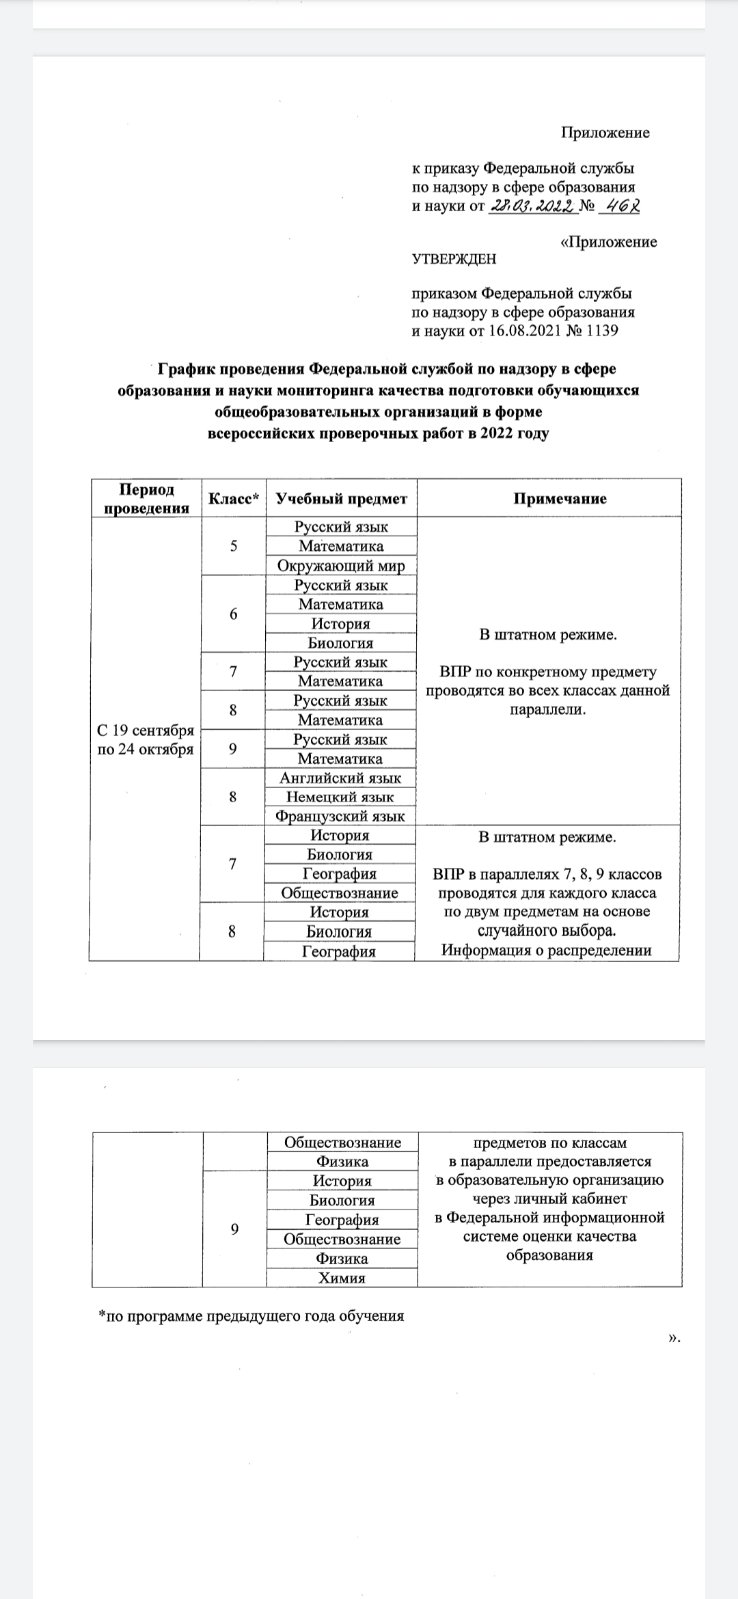 Приложение
к приказу Федеральной службы
по надзору в сфере образования
и науки от 28.03.2022 № 467
«Приложение
УТВЕРЖДЕН
приказом Федеральной службы
по надзору в сфере образования
и науки от 16.08.2021 № 1139
График проведения Федеральной службой по надзору в сфере
образования и науки мониторинга качества подготовки обучающихся
общеобразовательных организаций в форме
всероссийских проверочных работ в 2022 году
Период
проведения
Класс*
Учебный предмет
Примечание
С 19 сентября
по 24 октября
5
Русский язык
Математика
Окружающий мир
6
Русский язык
Математика
История
Биология
7
Русский язык
Математика
8
Русский язык
Математика
9
Русский язык
Математика
8
Английский язык
Немецкий язык
Французский язык
В штатном режиме.
ВПР по конкретному предмету
проводятся во всех классах данной
параллели.
7
История
Биология
География
Обществознание
8
История
Биология
География
В штатном режиме.
ВПР в параллелях 7, 8, 9 классов
проводятся для каждого класса
по двум предметам на основе
случайного выбора.
Информация о распределении
Обществознание
Физика
9
История
Биология
География
Обществознание
Физика
Химия
предметов по классам
в параллели предоставляется
в образовательную организацию
через личный кабинет
в Федеральной информационной
системе оценки качества
образования
*по программе предыдущего года обучения
».